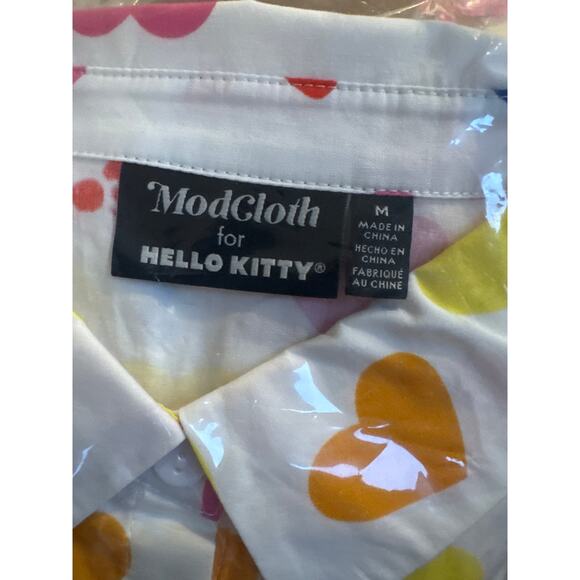 ModCloth
for
HELLO KITTY®
M
MADE IN
CHINA
HECHO EN
CHINA
FABRIQUÉ
AU CHINE